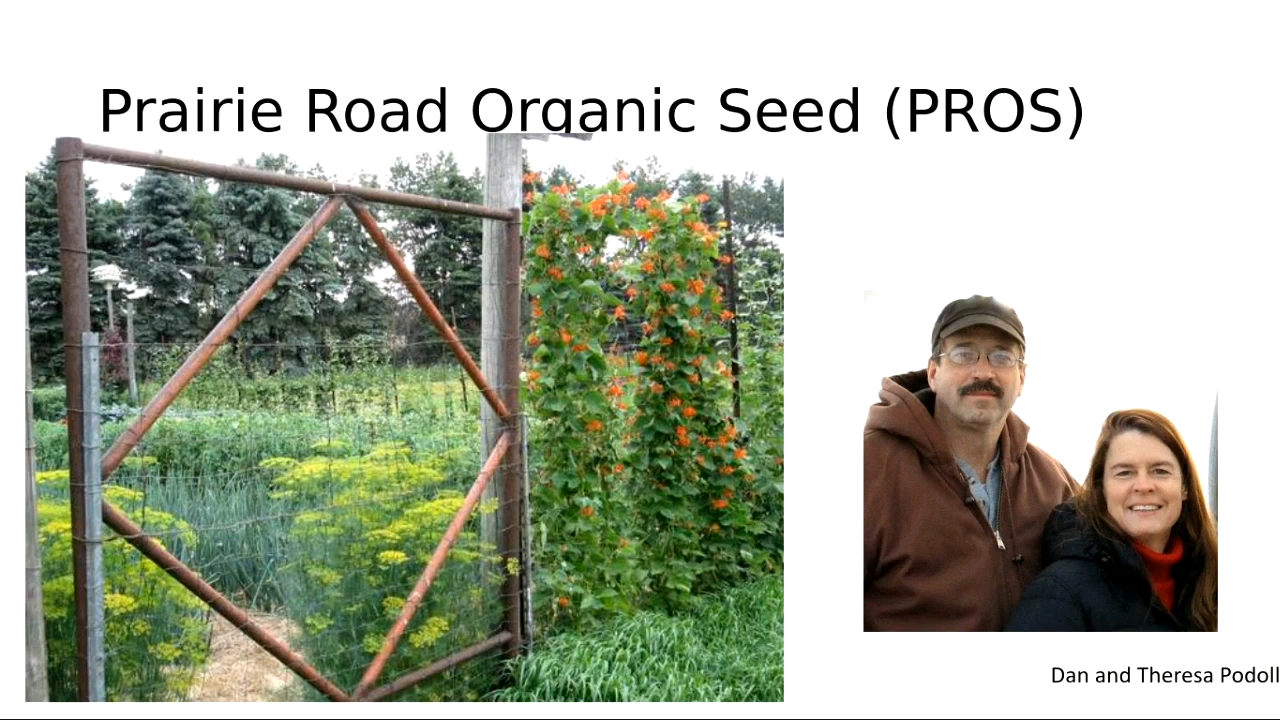 Prairie Road Organic Seed (PROS)
Dan and Theresa Podoll